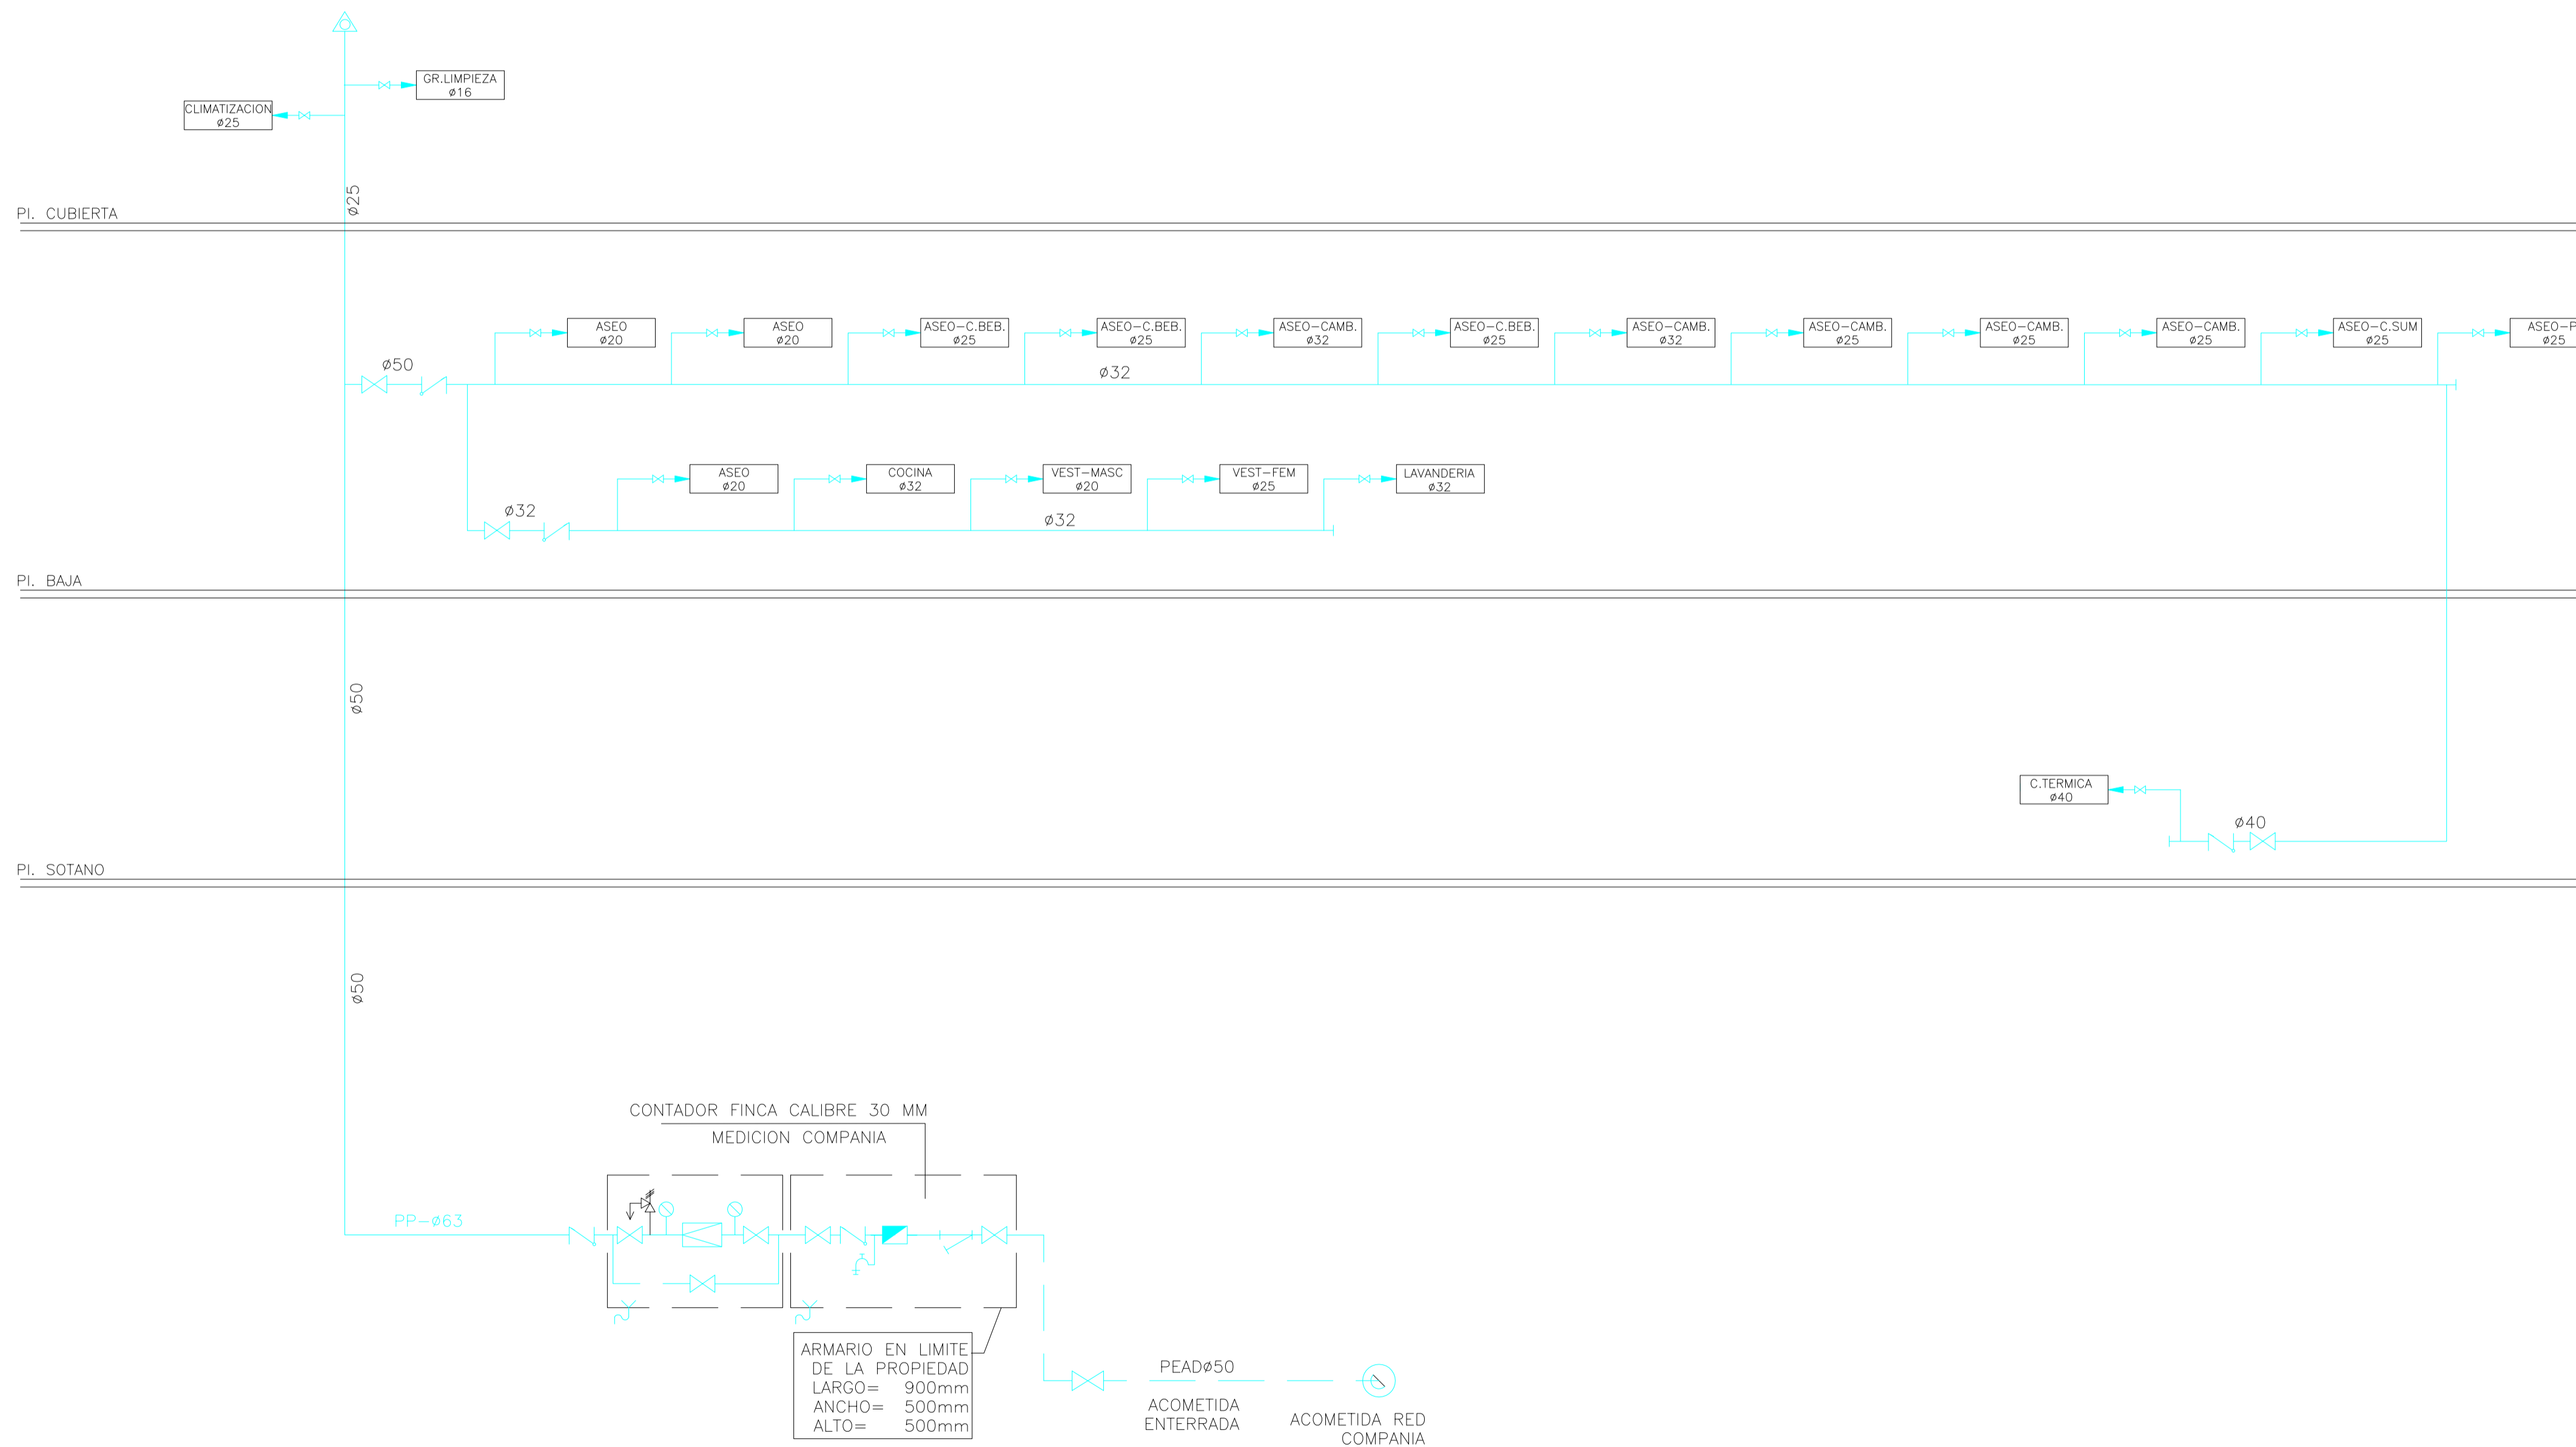 GR.LIMPIEZA
ø16
CLIMATIZACION
ø25
ø25
PI. CUBIERTA
ASEO
ø20
ASEO
ø20
ASEO-C.BEB.
ø25
ASEO-C.BEB.
ø25
ASEO-CAMB.
ø32
ASEO-C.BEB.
ø25
ASEO-CAMB.
ø32
ASEO-CAMB.
ø25
ASEO-CAMB.
ø25
ASEO-CAMB.
ø25
ASEO-C.SUM
ø25
ASEO-P
ø25
ø50
ø32
ASEO
ø20
COCINA
ø32
VEST-MASC
ø20
VEST-FEM
ø25
LAVANDERIA
ø32
ø32
ø32
PI. BAJA
ø50
C.TERMICA
ø40
ø40
PI. SOTANO
ø50
CONTADOR FINCA CALIBRE 30 MM
MEDICION COMPANIA
PP-ø63
ARMARIO EN LIMITE
DE LA PROPIEDAD
LARGO= 900mm
ANCHO= 500mm
ALTO= 500mm
PEADø50
ACOMETIDA
ENTERRADA
ACOMETIDA RED
COMPANIA